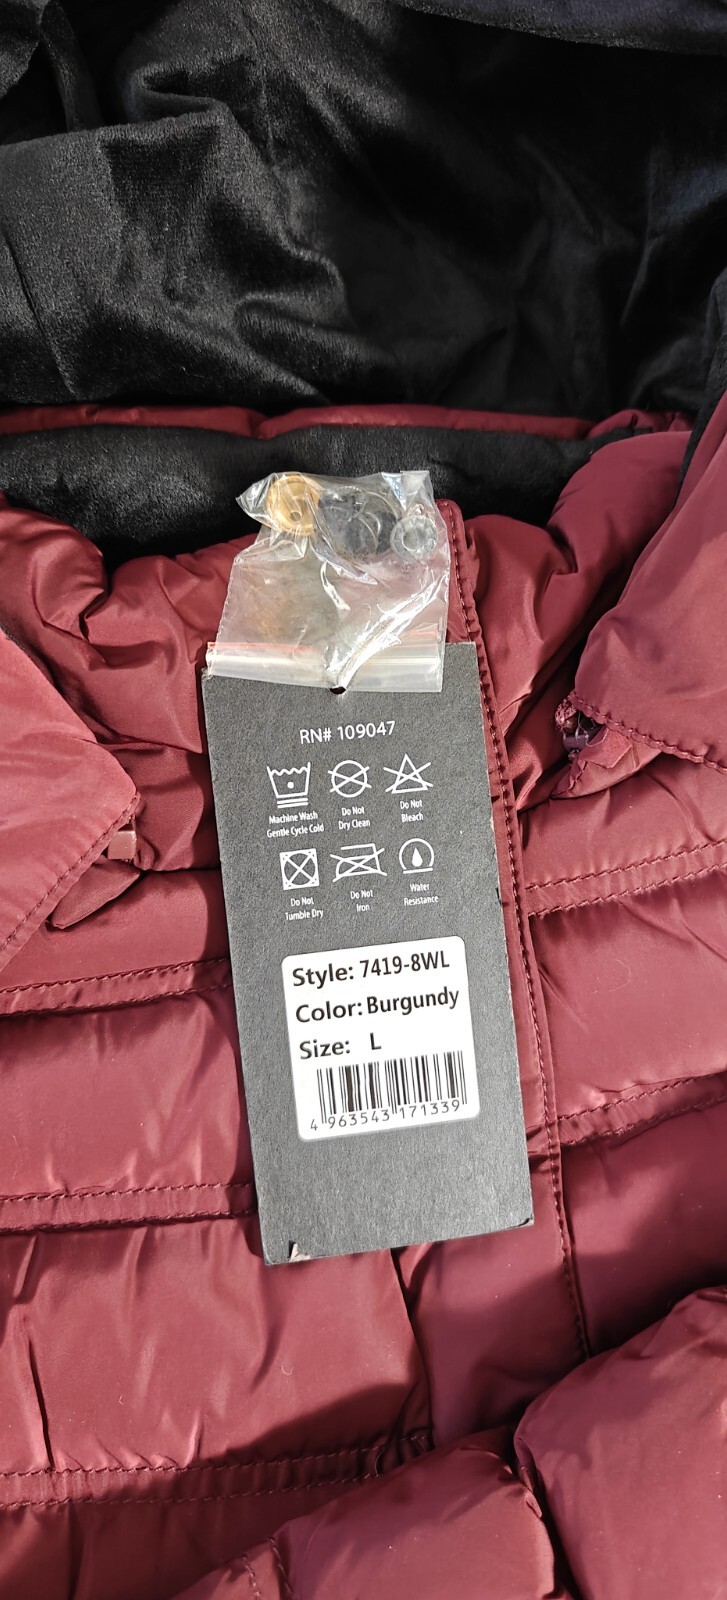 RN# 109047
Machine Wash
Gentle Cycle Cold
Do Not
Dry Clean
Do Not
Bleach
Do Not
Tumble Dry
Do Not
Iron
Water
Resistance
Style: 7419-8WL
Color: Burgundy
Size: L
4 963543 171339